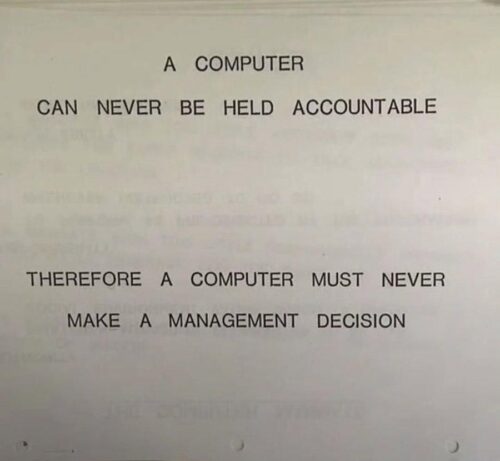 A COMPUTER
CAN NEVER BE HELD ACCOUNTABLE
THEREFORE A COMPUTER MUST NEVER
MAKE A MANAGEMENT DECISION